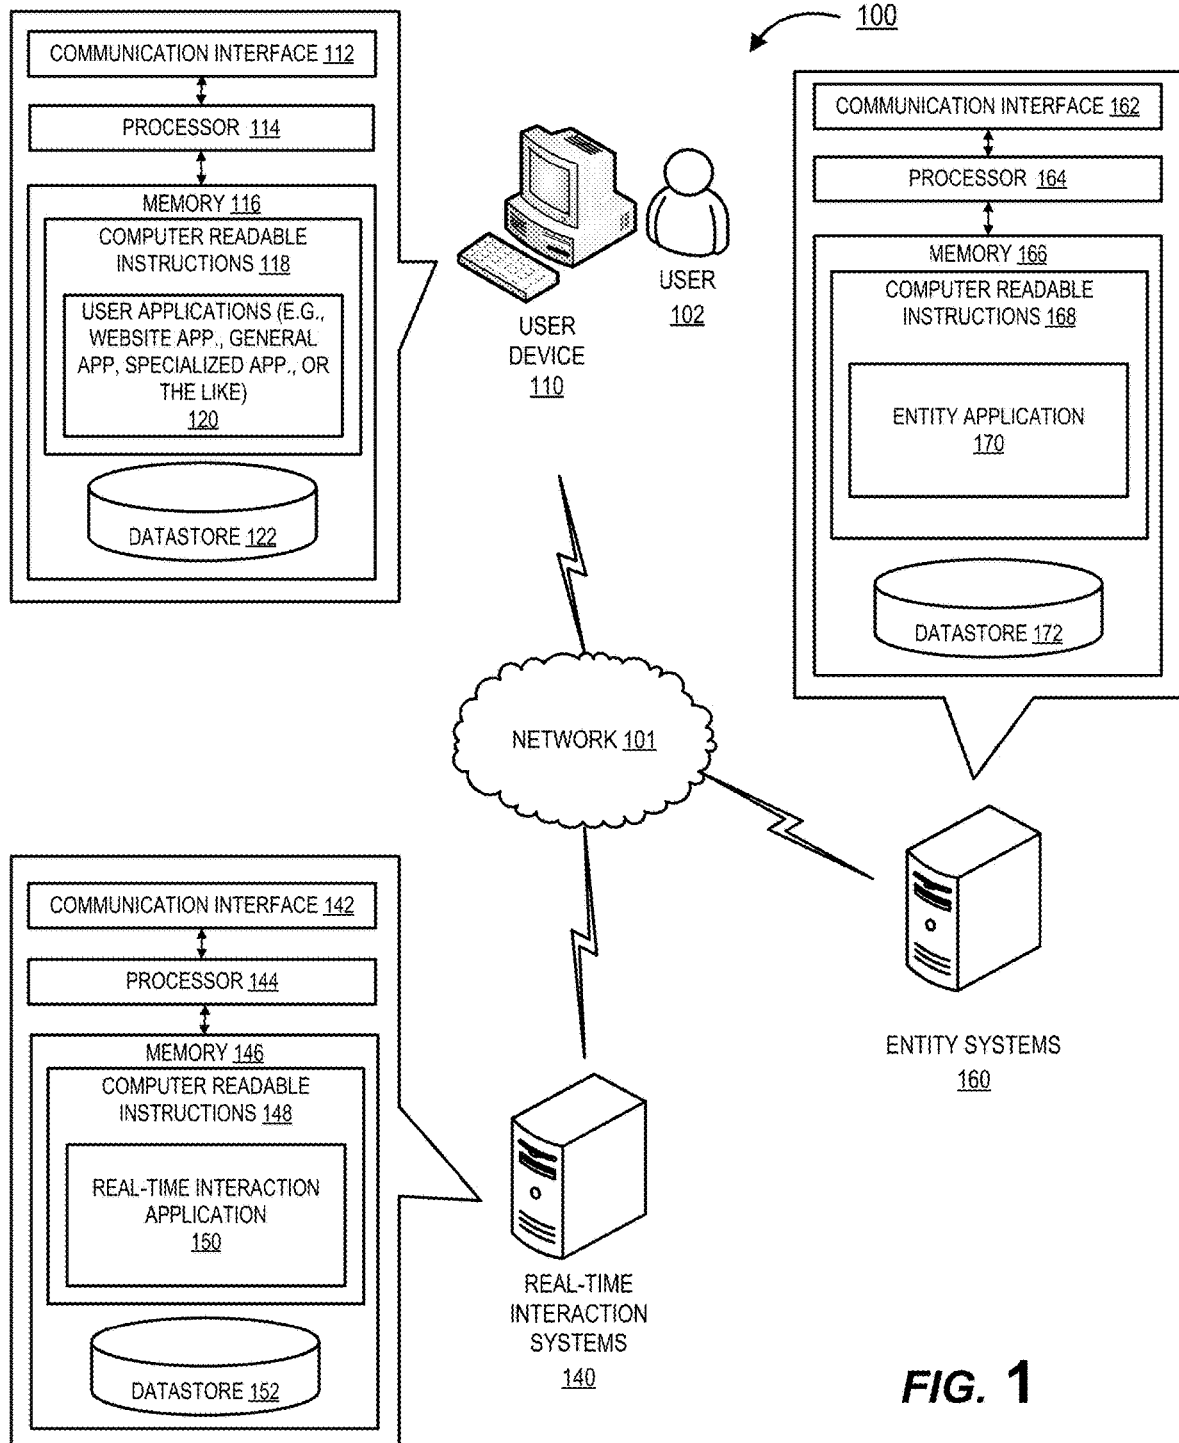 100
COMMUNICATION INTERFACE 112
PROCESSOR 114
MEMORY 116
COMPUTER READABLE
INSTRUCTIONS 118
USER APPLICATIONS (E.G.,
WEBSITE APP., GENERAL
APP, SPECIALIZED APP., OR
THE LIKE)
120
DATASTORE 122
USER
DEVICE
110
USER
102
COMMUNICATION INTERFACE 162
PROCESSOR 164
MEMORY 166
COMPUTER READABLE
INSTRUCTIONS 168
ENTITY APPLICATION
170
DATASTORE 172
NETWORK 101
ENTITY SYSTEMS
160
COMMUNICATION INTERFACE 142
PROCESSOR 144
MEMORY 146
COMPUTER READABLE
INSTRUCTIONS 148
REAL-TIME INTERACTION
APPLICATION
150
DATASTORE 152
REAL-TIME
INTERACTION
SYSTEMS
140
FIG. 1